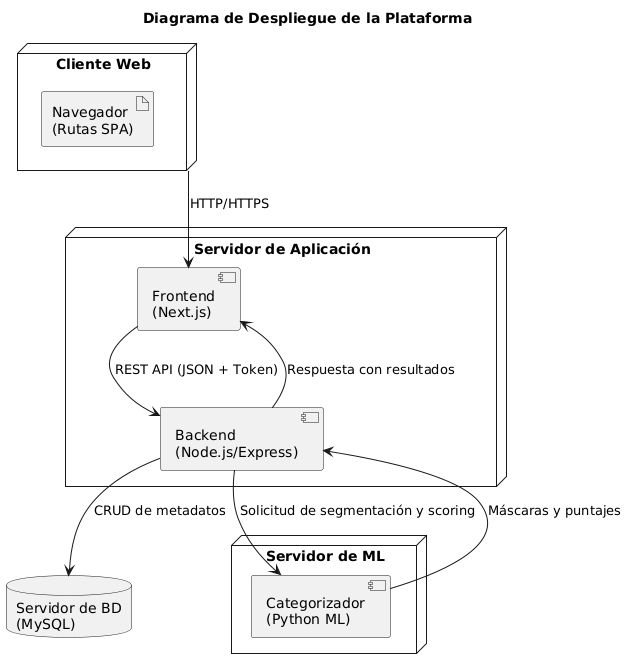 Diagrama de Despliegue de la Plataforma
Cliente Web
Navegador
(Rutas SPA)
HTTP/HTTPS
Servidor de Aplicación
Frontend
(Next.js)
REST API (JSON + Token)
Respuesta con resultados
Backend
(Node.js/Express)
CRUD de metadatos
Solicitud de segmentación y scoring
Máscaras y puntajes
Servidor de ML
Servidor de BD
(MySQL)
Categorizador
(Python ML)